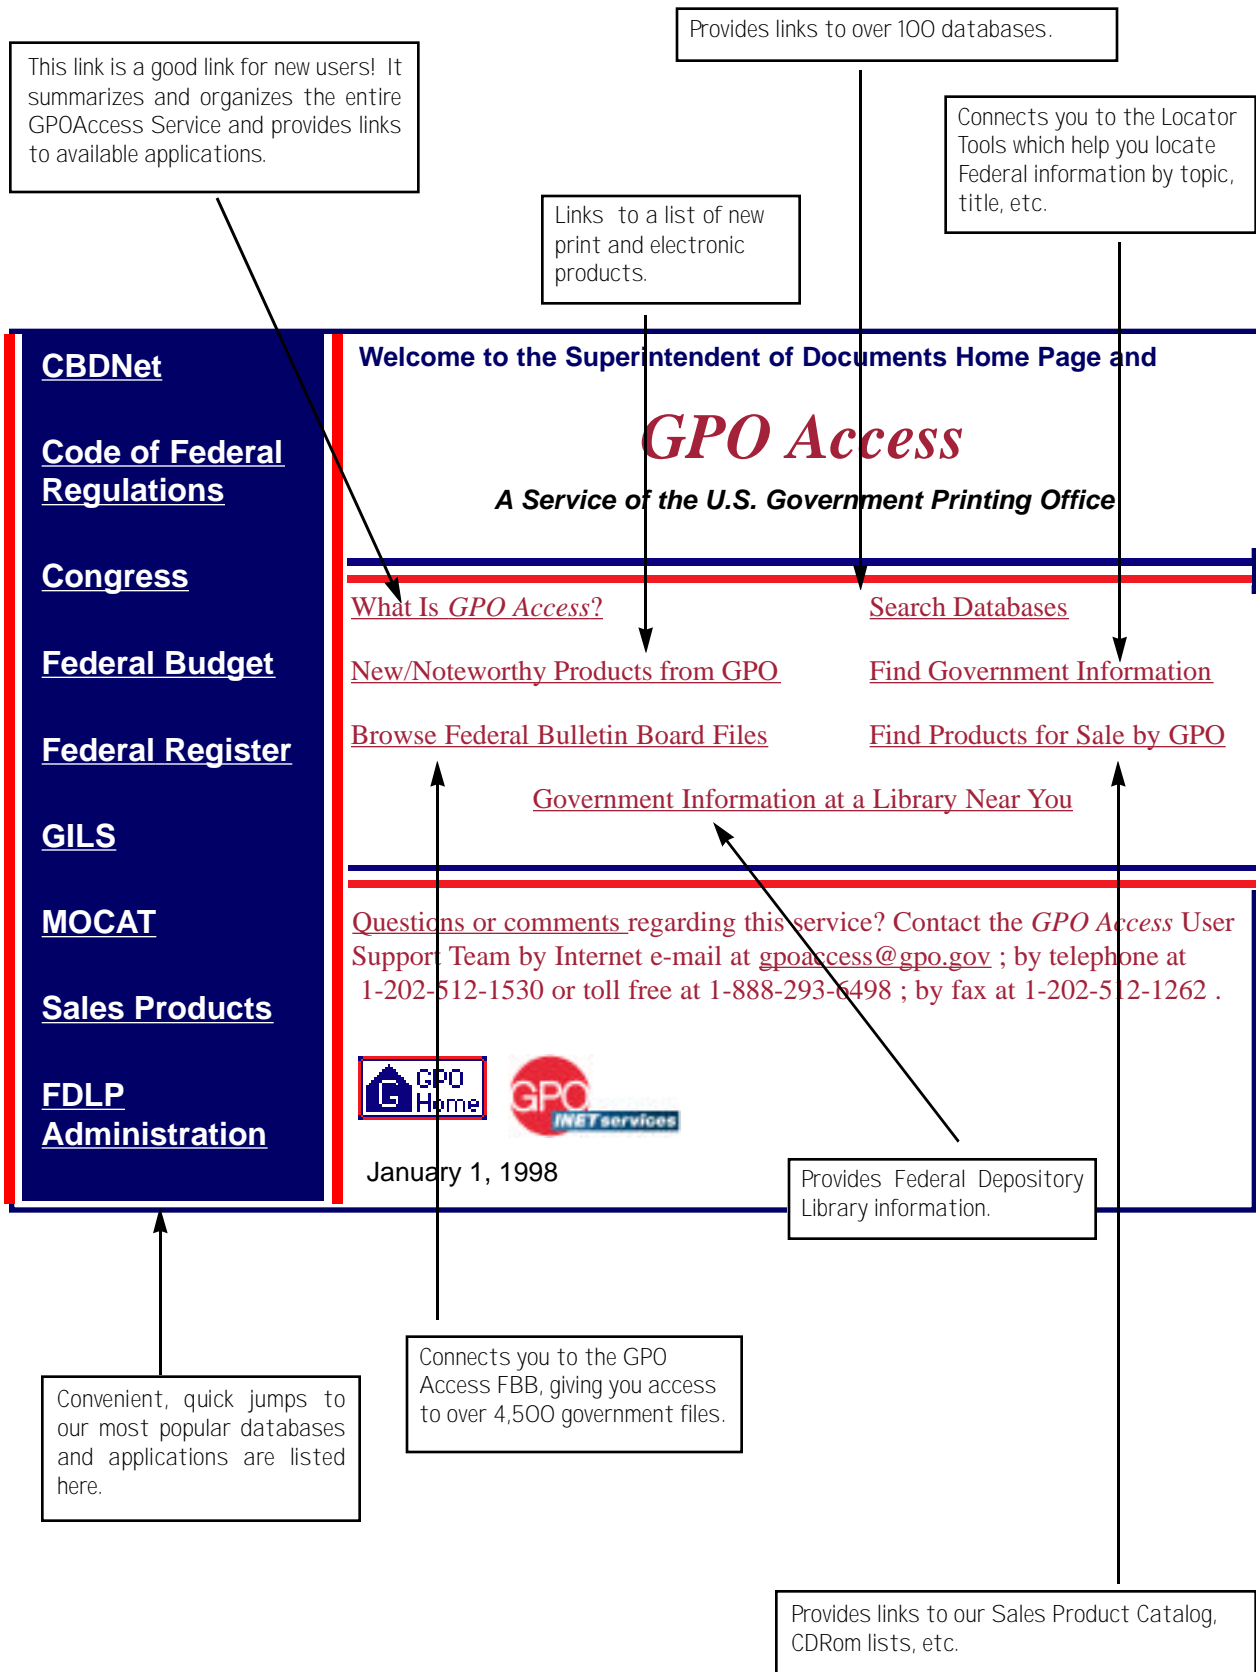 Provides links to over 100 databases.
This link is a good link for new users! It
summarizes and organizes the entire
GPOAccess Service and provides links
to available applications.
Connects you to the Locator
Tools which help you locate
Federal information by topic,
title, etc.
Links to a list of new
print and electronic
products.
CBDNet
Code of Federal
Regulations
Congress
Federal Budget
Federal Register
GILS
MOCAT
Sales Products
FDLP
Administration
Welcome to the Superintendent of Documents Home Page and
GPO Access
A Service of the U.S. Government Printing Office
What Is GPO Access?
Search Databases
New/Noteworthy Products from GPO
Find Government Information
Browse Federal Bulletin Board Files
Find Products for Sale by GPO
Government Information at a Library Near You
Questions or comments regarding this service? Contact the GPO Access User
Support Team by Internet e-mail at gpoaccess@gpo.gov ; by telephone at
1-202-512-1530 or toll free at 1-888-293-6498 ; by fax at 1-202-512-1262 .
G GPO
Home
GPO
INET services
January 1, 1998
Provides Federal Depository
Library information.
Connects you to the GPO
Access FBB, giving you access
to over 4,500 government files.
Convenient, quick jumps to
our most popular databases
and applications are listed
here.
Provides links to our Sales Product Catalog,
CDRom lists, etc.